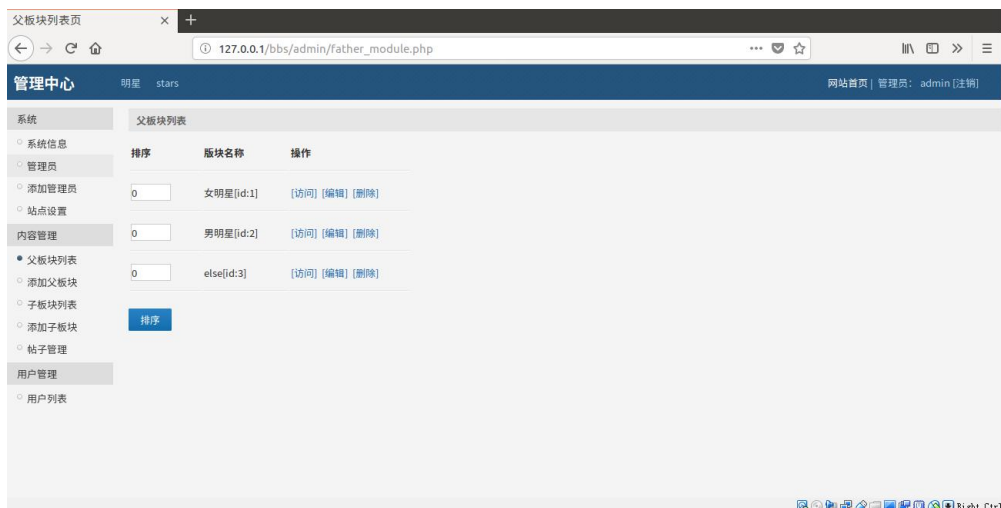 父板块列表页
127.0.0.1/bbs/admin/father_module.php
管理中心 明星 stars 网站首页| 管理员： admin [注销]
系统
系统信息
管理员
添加管理员
站点设置
内容管理
父板块列表
添加父板块
子板块列表
添加子板块
帖子管理
用户管理
用户列表
父板块列表
排序 版块名称 操作
0 女明星[id:1] [访问] [编辑] [删除]
0 男明星[id:2] [访问] [编辑] [删除]
0 else[id:3] [访问] [编辑] [删除]
排序
Right Ctrl